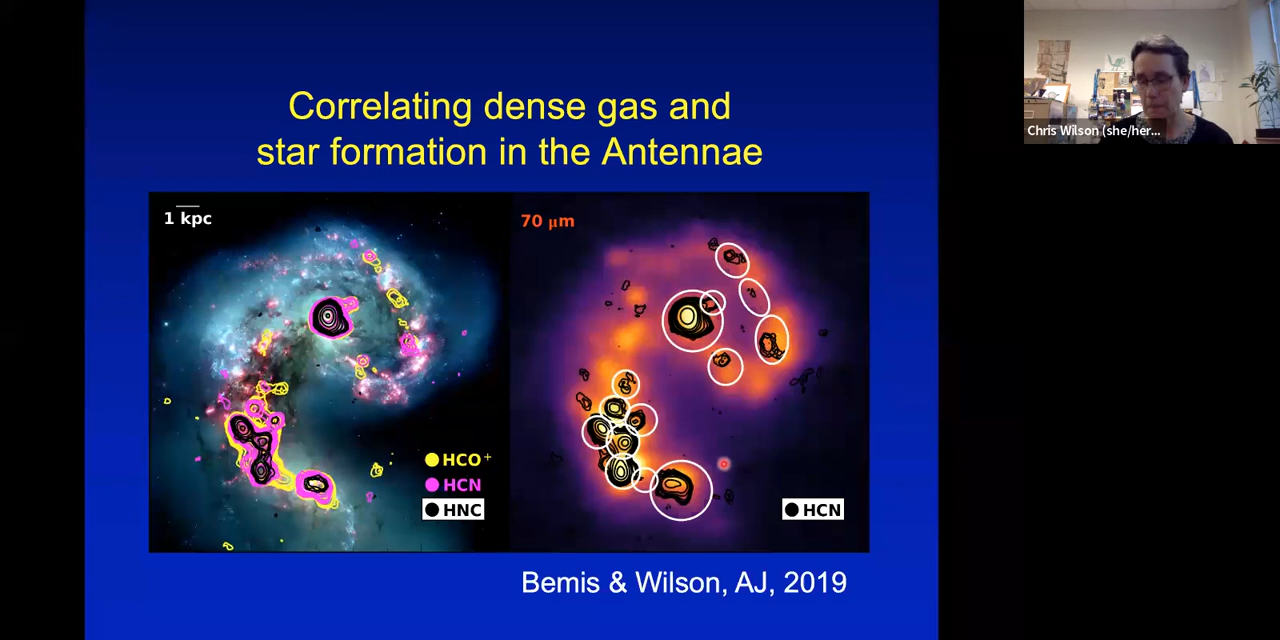 Correlating dense gas and
star formation in the Antennae
1 kpc
HCO⁺
HCN
HNC
70 μm
HCN
Bemis & Wilson, AJ, 2019
Chris Wilson (she/her...